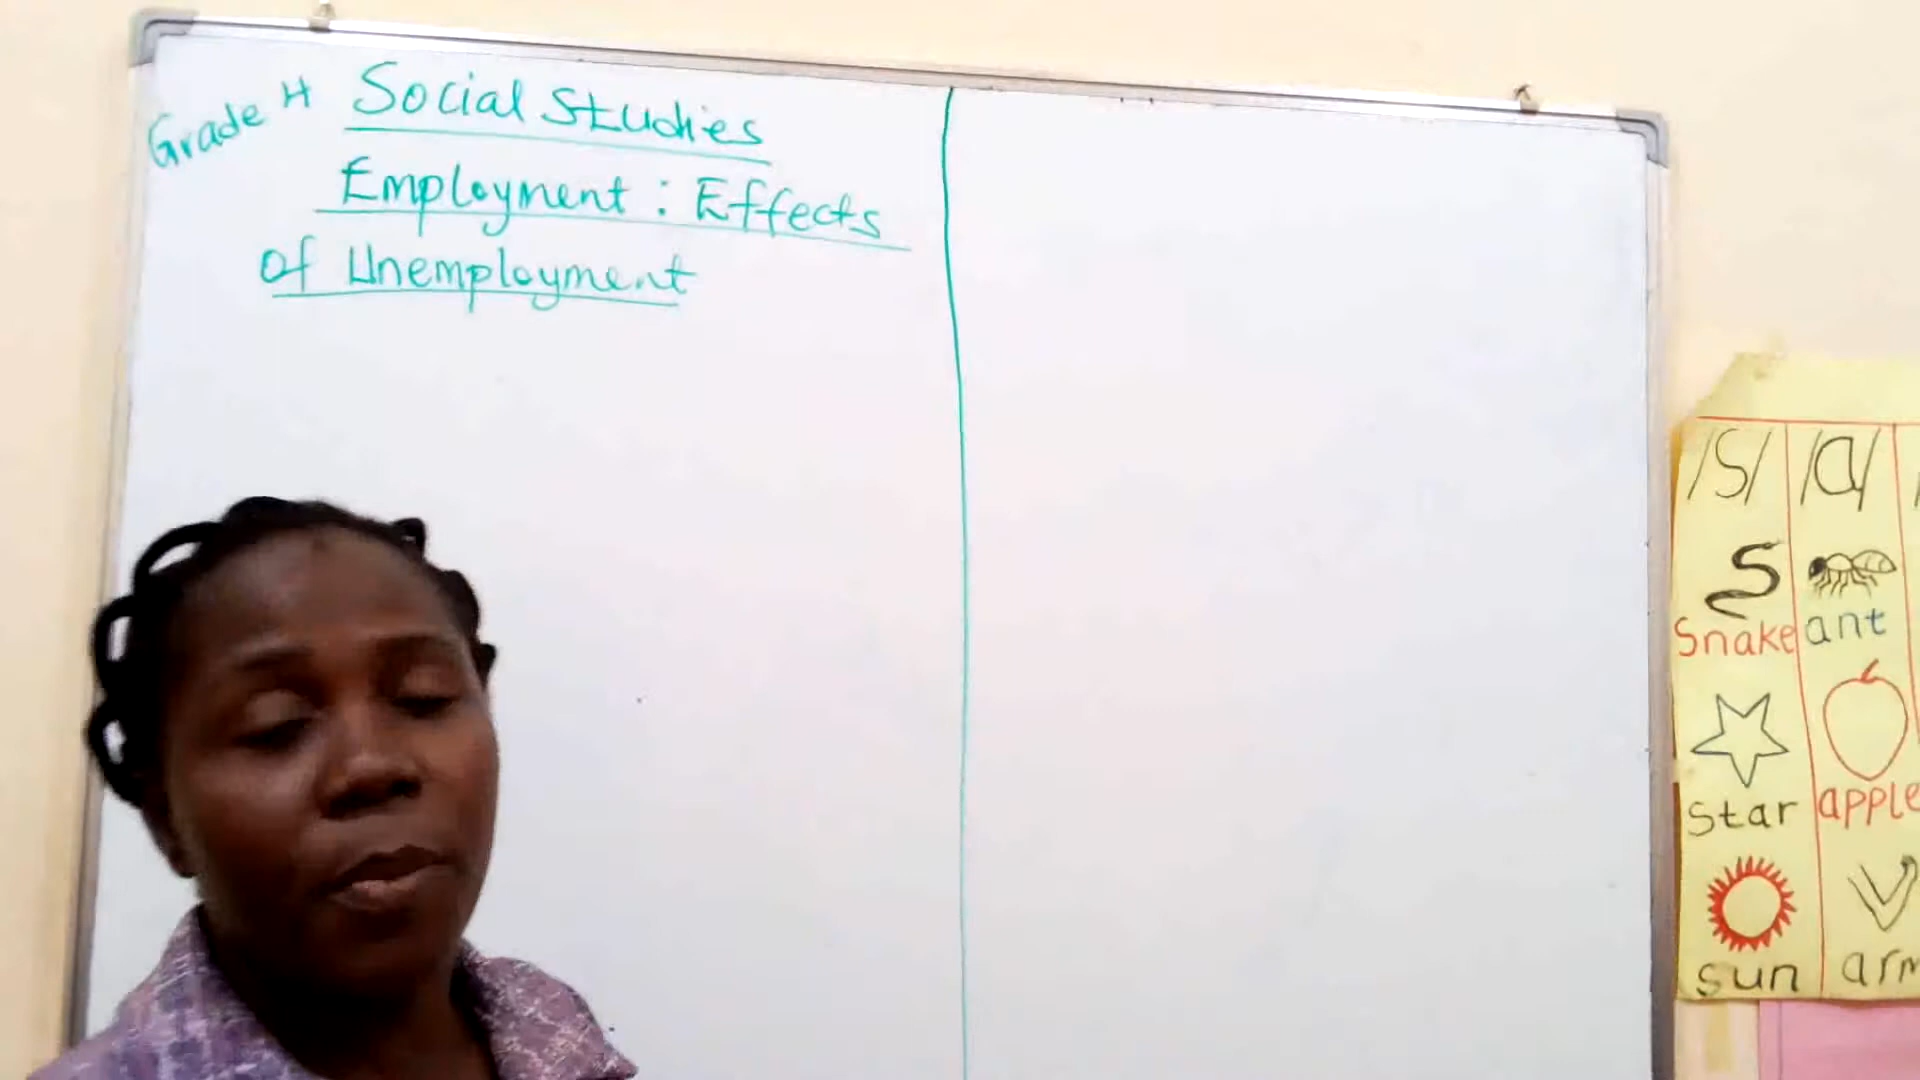 Grade 4 Social Studies
Employment : Effects
of Unemployment
/s/ /a/
Snake ant
star apple
sun arm